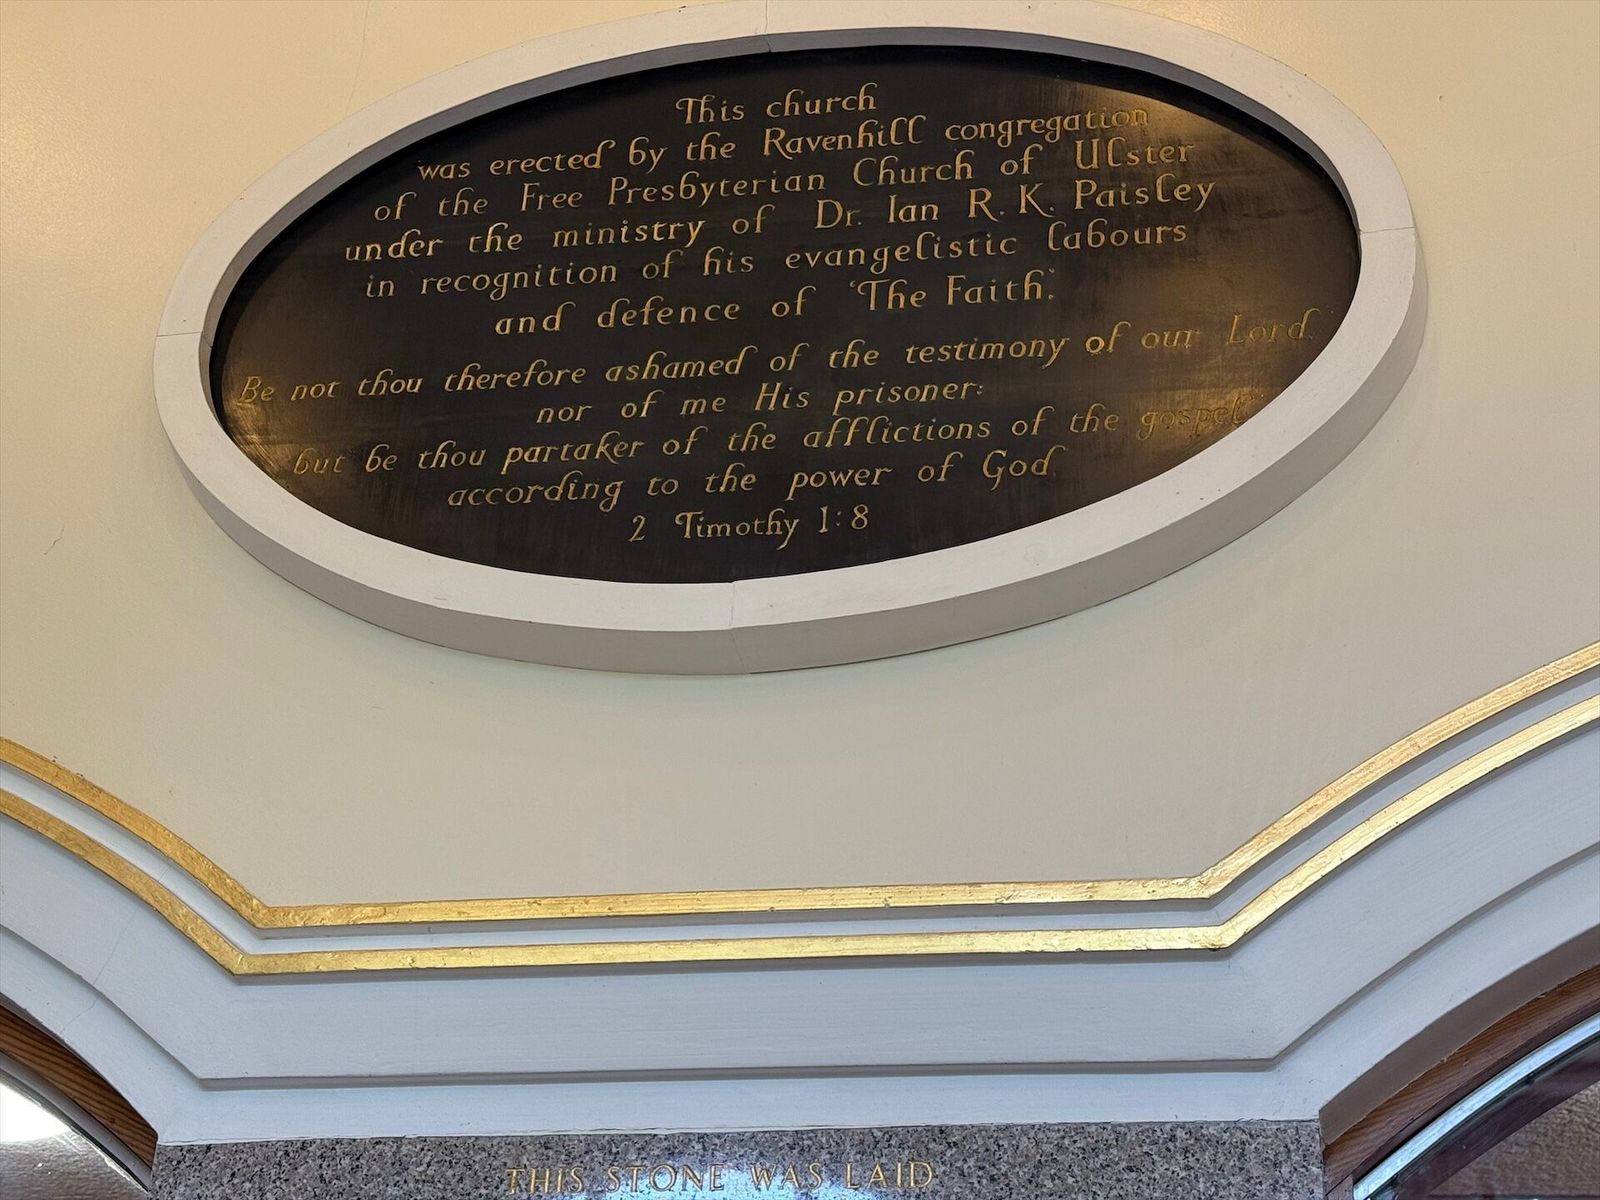 This church
was erected by the Ravenhill congregation
of the Free Presbyterian Church of Ulster
under the ministry of Dr. Ian R. K. Paisley
in recognition of his evangelistic labours
and defence of 'The Faith'.
Be not thou therefore ashamed of the testimony of our Lord,
nor of me His prisoner:
but be thou partaker of the afflictions of the gospel
according to the power of God.
2 Timothy 1:8
THIS STONE WAS LAID